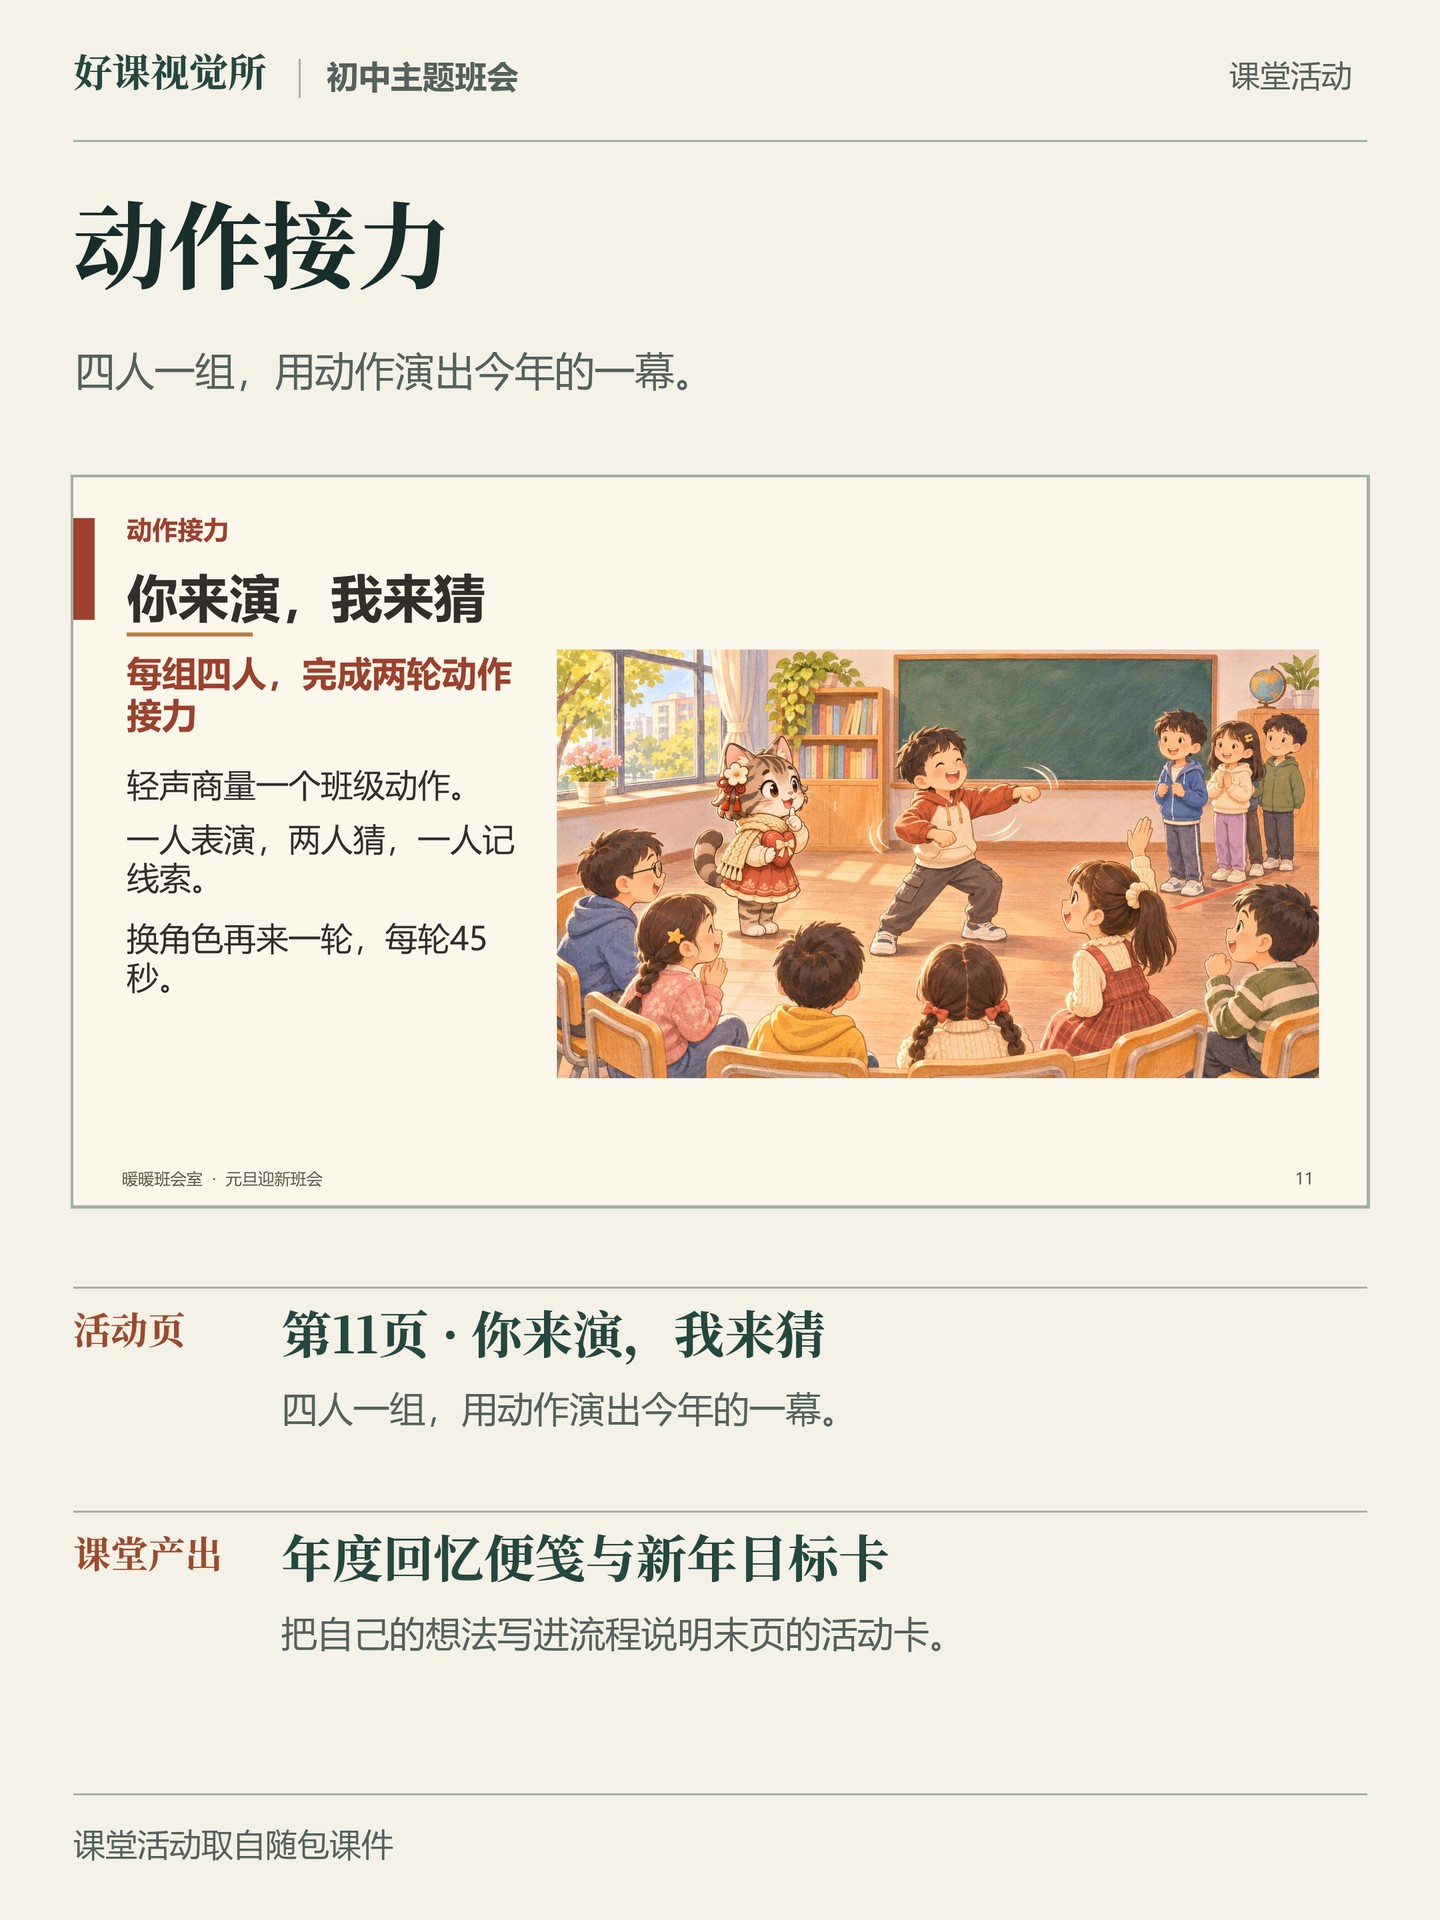 好课视觉所
初中主题班会
课堂活动
动作接力
四人一组，用动作演出今年的一幕。
动作接力
你来演，我来猜
每组四人，完成两轮动作
接力
轻声商量一个班级动作。
一人表演，两人猜，一人记
线索。
换角色再来一轮，每轮45
秒。
暖暖班会室 · 元旦迎新班会
11
活动页
第11页 · 你来演，我来猜
四人一组，用动作演出今年的一幕。
课堂产出
年度回忆便笺与新年目标卡
把自己的想法写进流程说明末页的活动卡。
课堂活动取自随包课件